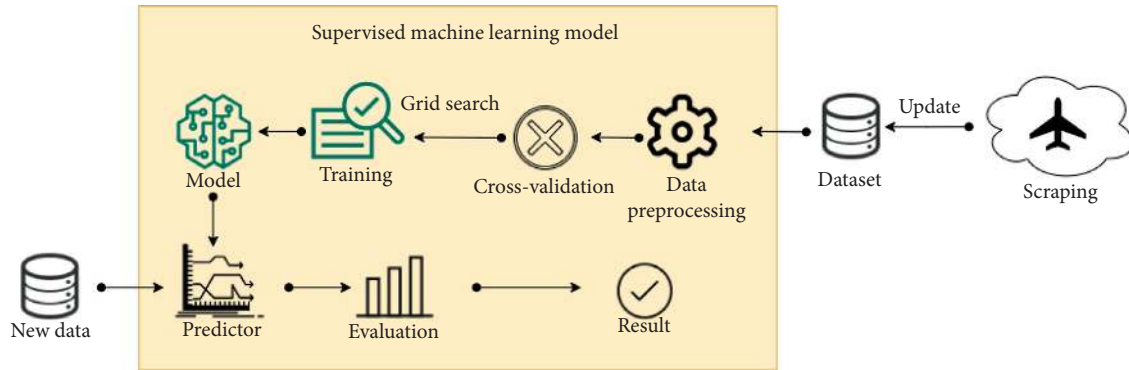 Supervised machine learning model
Grid search
Update
Model
Training
Cross-validation
Data
preprocessing
Dataset
Scraping
New data
Predictor
Evaluation
Result